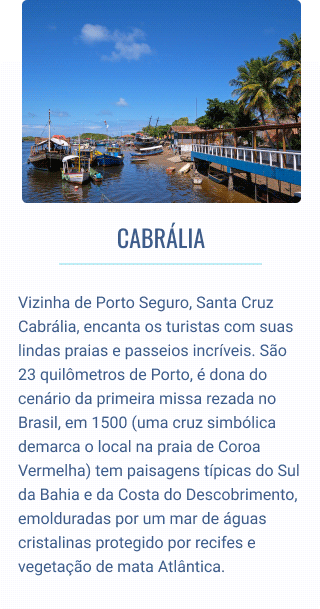 CABRÁLIA
Vizinha de Porto Seguro, Santa Cruz
Cabrália, encanta os turistas com suas
lindas praias e passeios incríveis. São
23 quilômetros de Porto, é dona do
cenário da primeira missa rezada no
Brasil, em 1500 (uma cruz simbólica
demarca o local na praia de Coroa
Vermelha) tem paisagens típicas do Sul
da Bahia e da Costa do Descobrimento,
emolduradas por um mar de águas
cristalinas protegido por recifes e
vegetação de mata Atlântica.